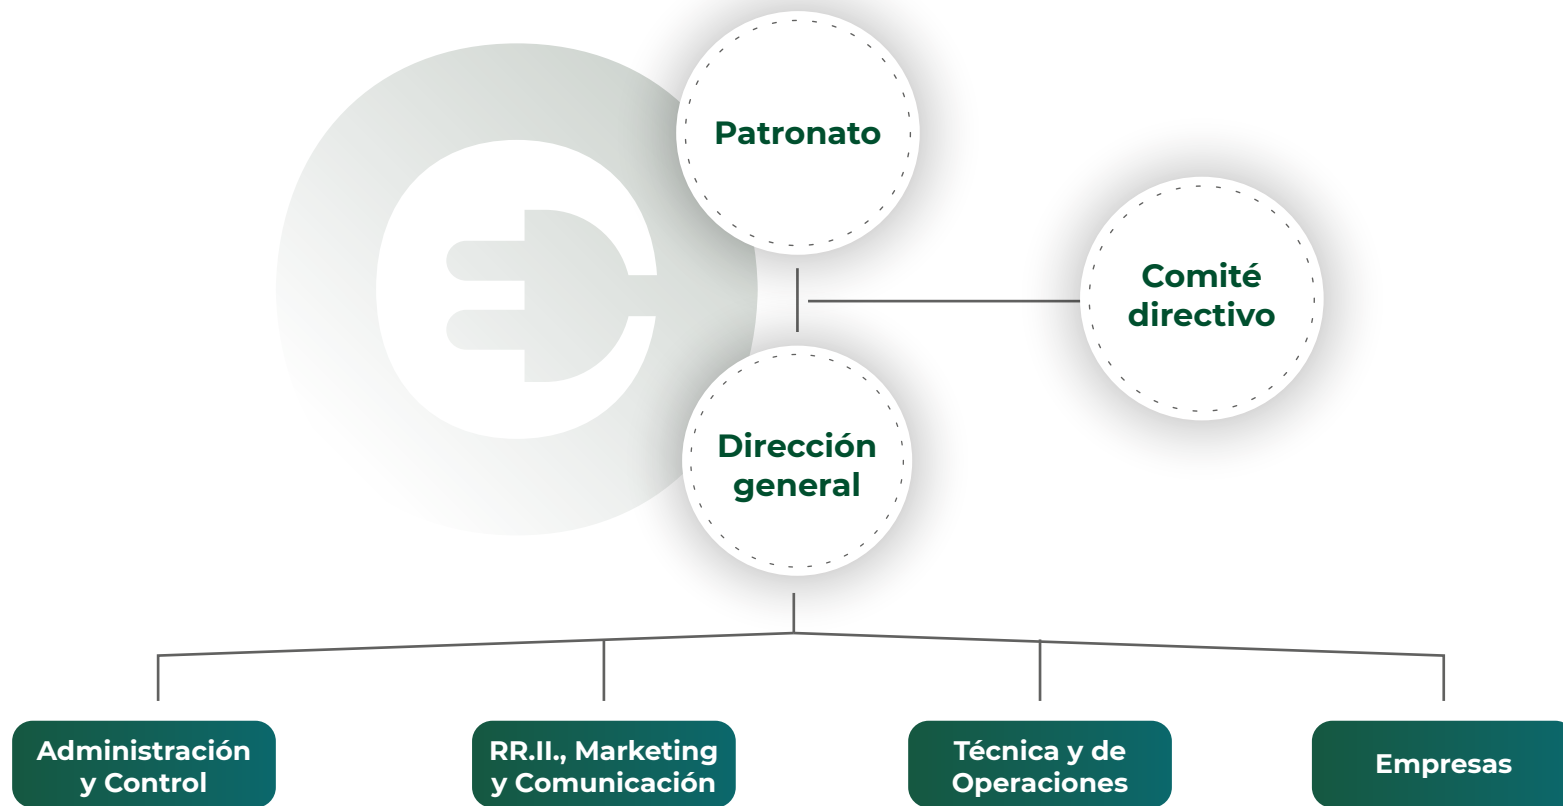 Patronato
Comité
directivo
Dirección
general
Administración
y Control
RR.II., Marketing
y Comunicación
Técnica y de
Operaciones
Empresas